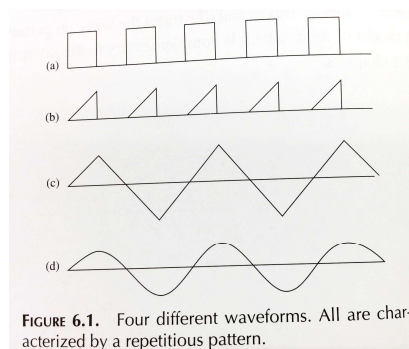 (a)
(b)
(c)
(d)
FIGURE 6.1. Four different waveforms. All are char-
acterized by a repetitious pattern.